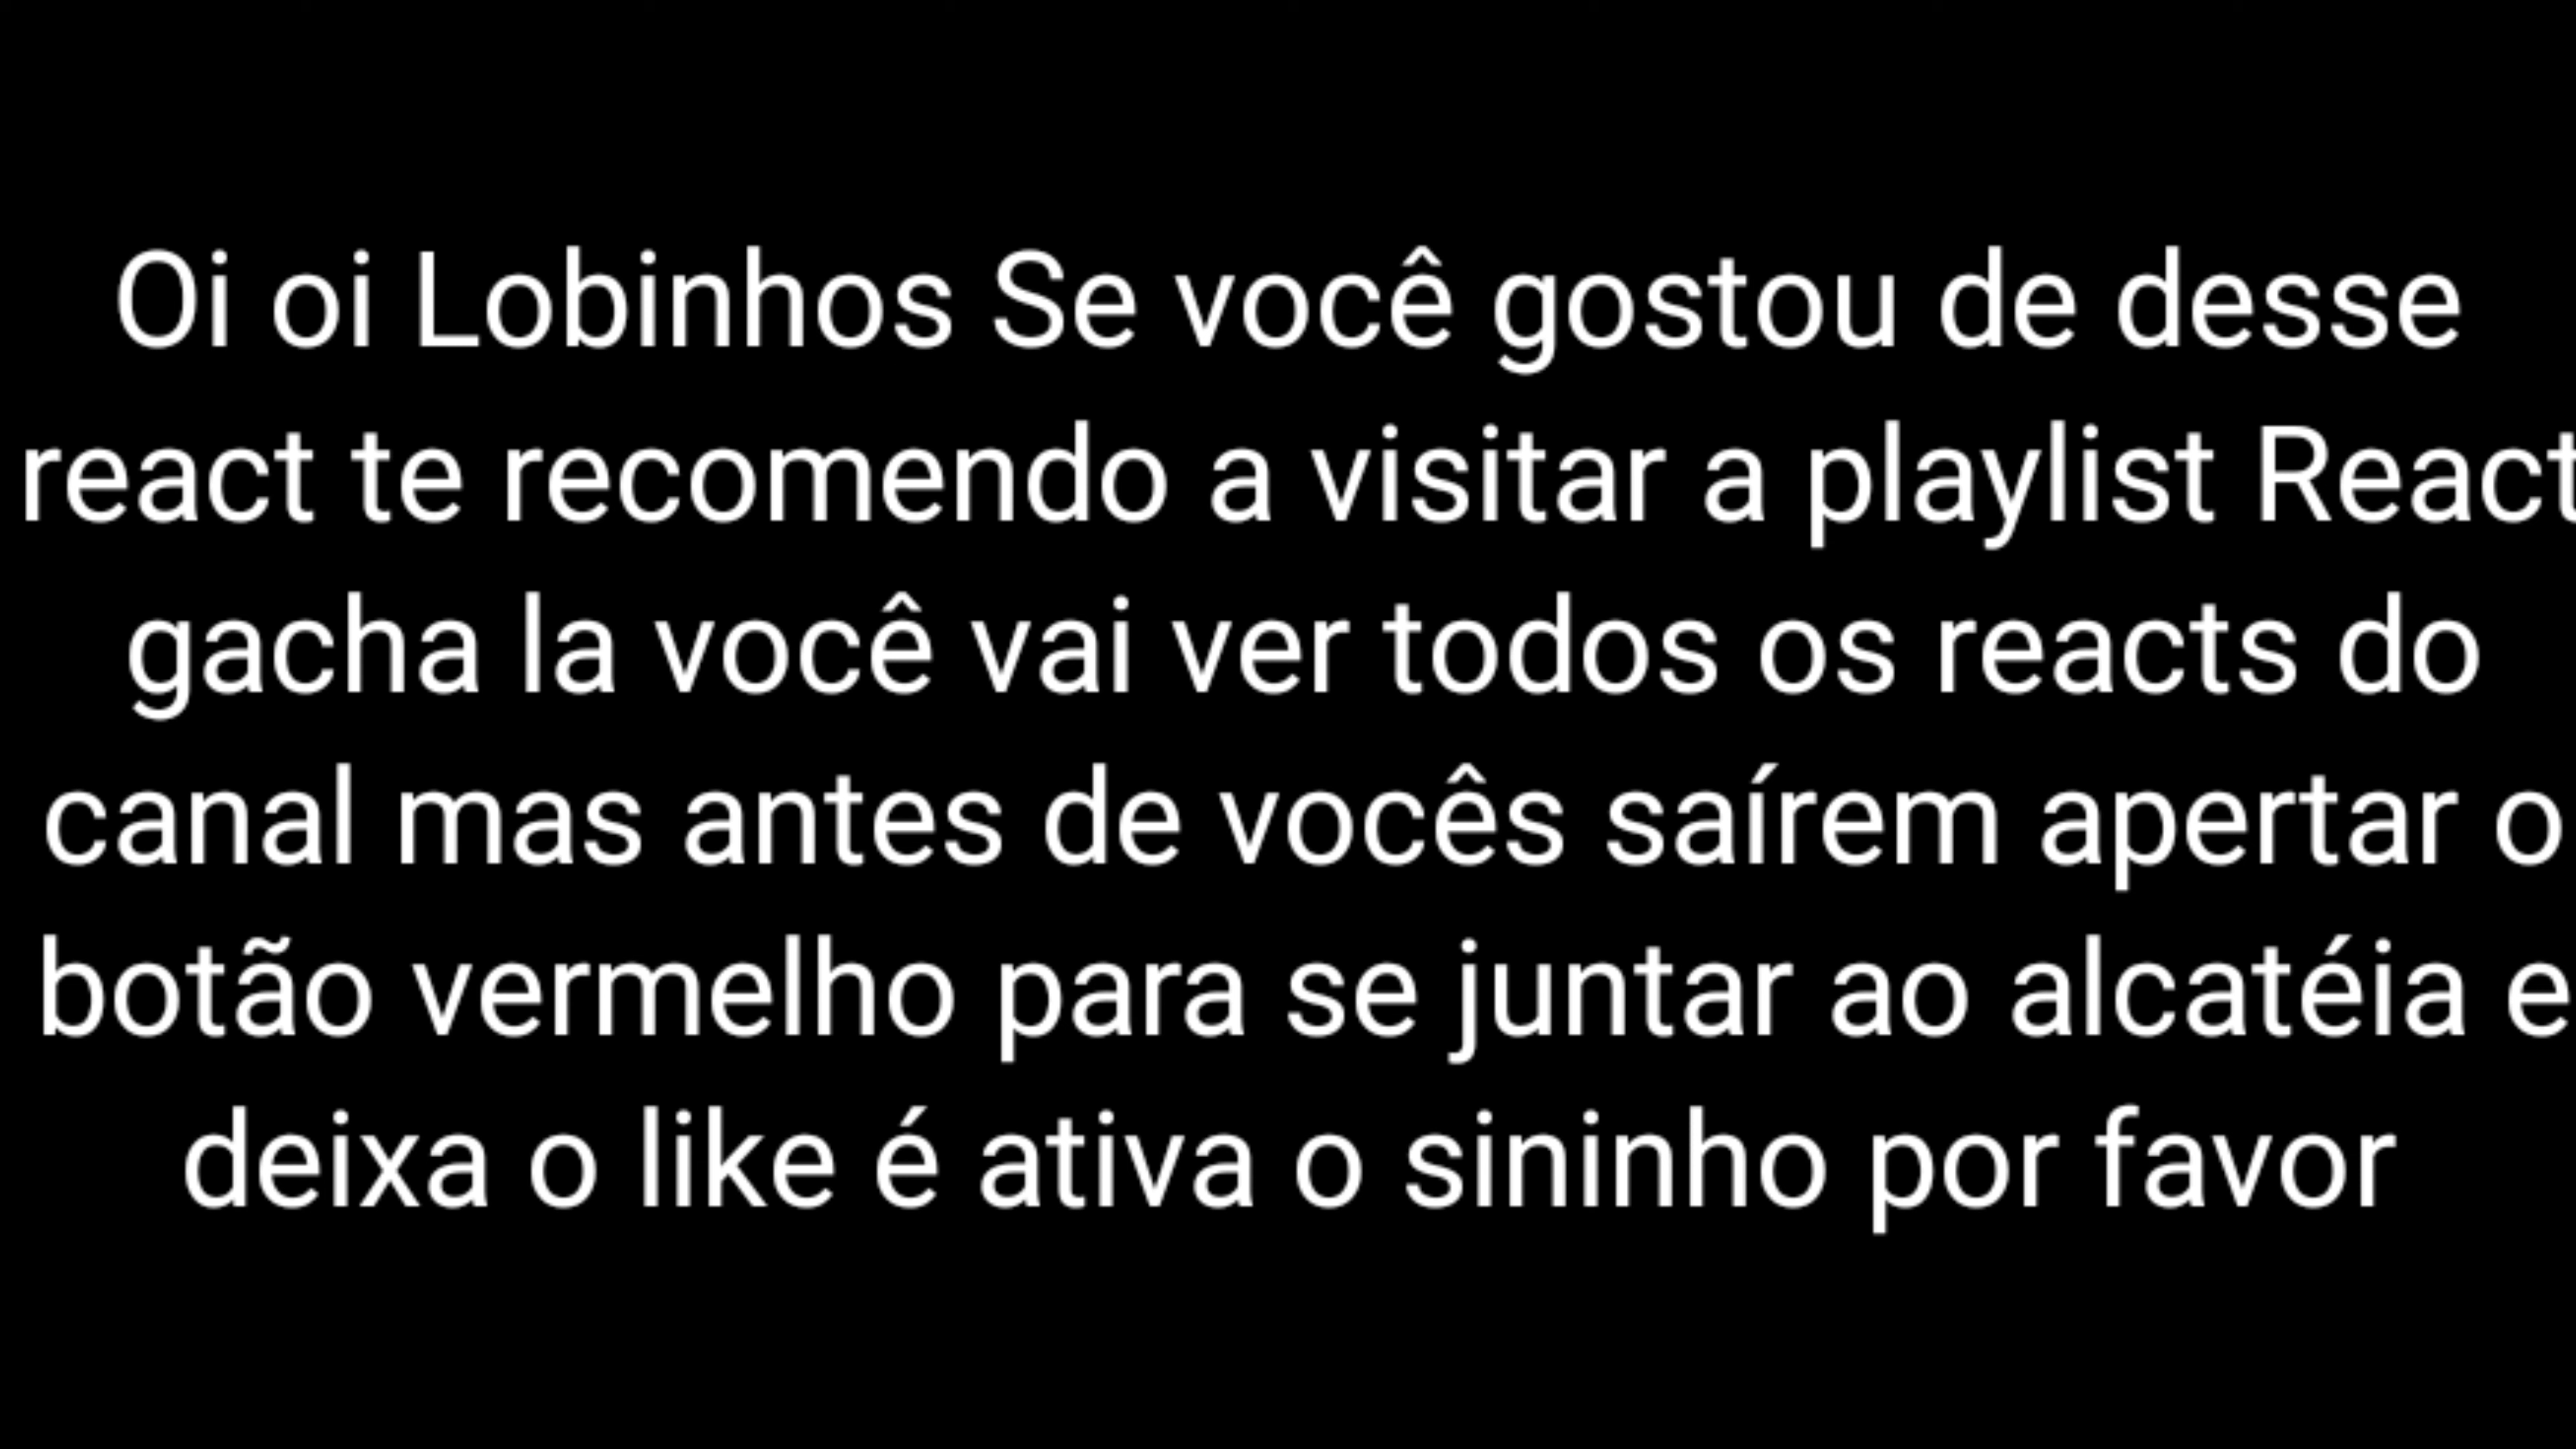 Oi oi Lobinhos Se você gostou de desse
react te recomendo a visitar a playlist React
gacha la você vai ver todos os reacts do
canal mas antes de vocês saírem apertar o
botão vermelho para se juntar ao alcatéia e
deixa o like é ativa o sininho por favor